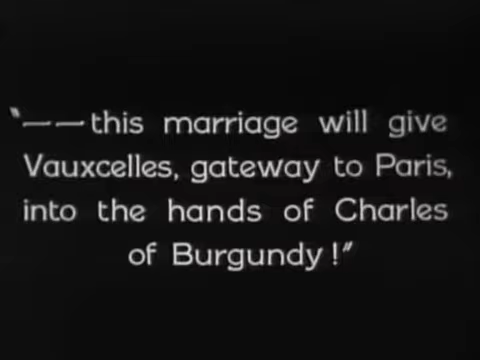 "——this marriage will give
Vauxcelles, gateway to Paris,
into the hands of Charles
of Burgundy!"